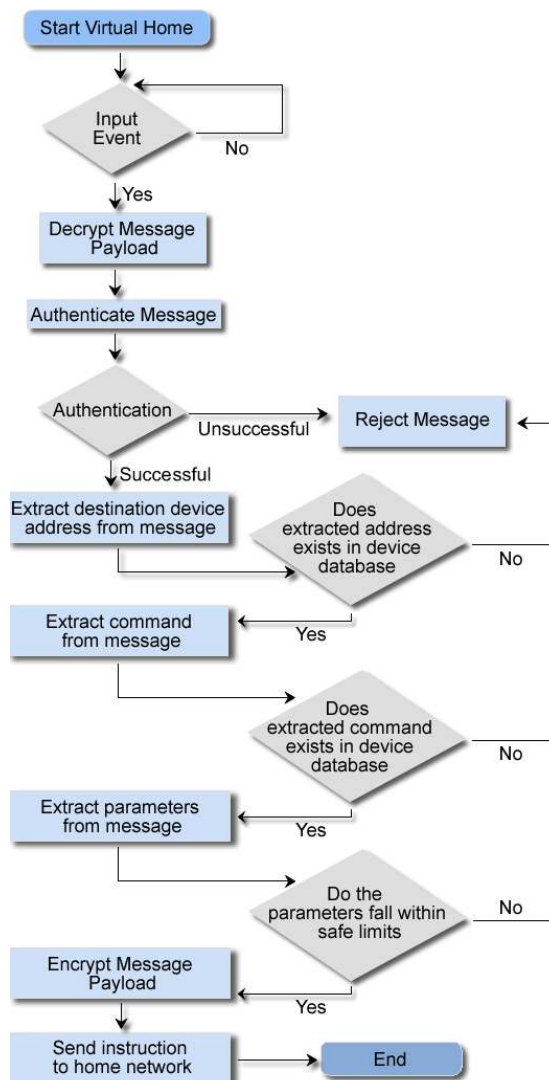 Start Virtual Home
Input
Event
No
Yes
Decrypt Message
Payload
Authenticate Message
Authentication
Unsuccessful
Reject Message
Successful
Extract destination device
address from message
Does
extracted address
exists in device
database
No
Yes
Extract command
from message
Does
extracted command
exists in device
database
No
Yes
Extract parameters
from message
Do the
parameters fall within
safe limits
No
Yes
Encrypt Message
Payload
Send instruction
to home network
End